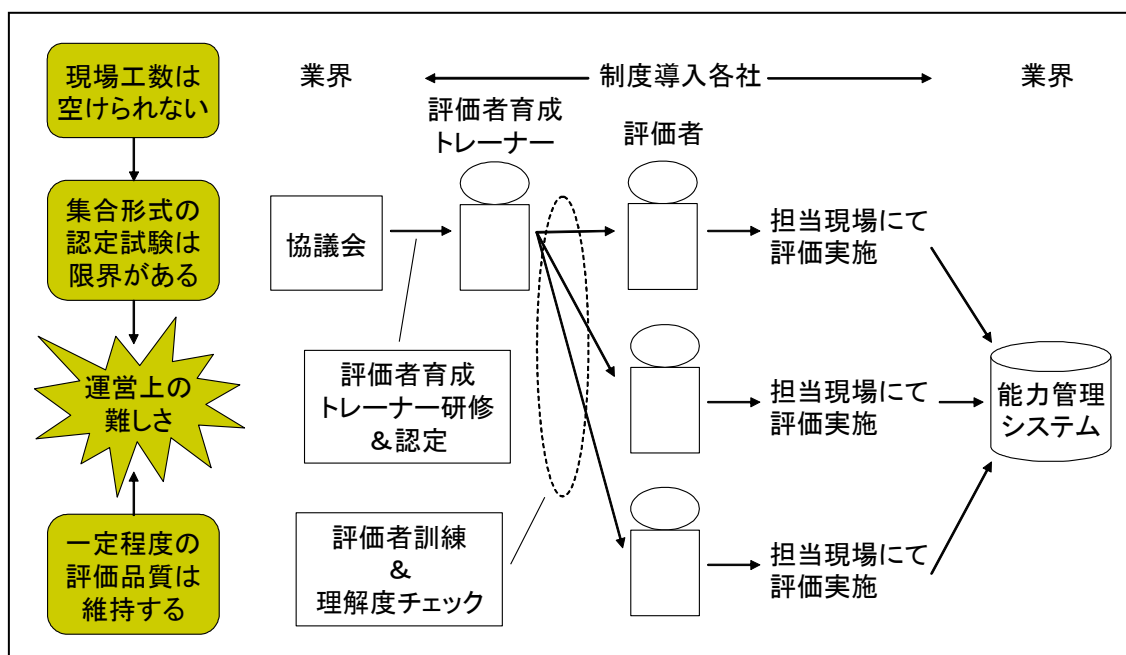 現場工数は
空けられない
集合形式の
認定試験は
限界がある
運営上の
難しさ
一定程度の
評価品質は
維持する
業界
制度導入各社
業界
評価者育成
トレーナー
評価者
協議会
評価者育成
トレーナー研修
&認定
評価者訓練
&
理解度チェック
担当現場にて
評価実施
担当現場にて
評価実施
担当現場にて
評価実施
能力管理
システム